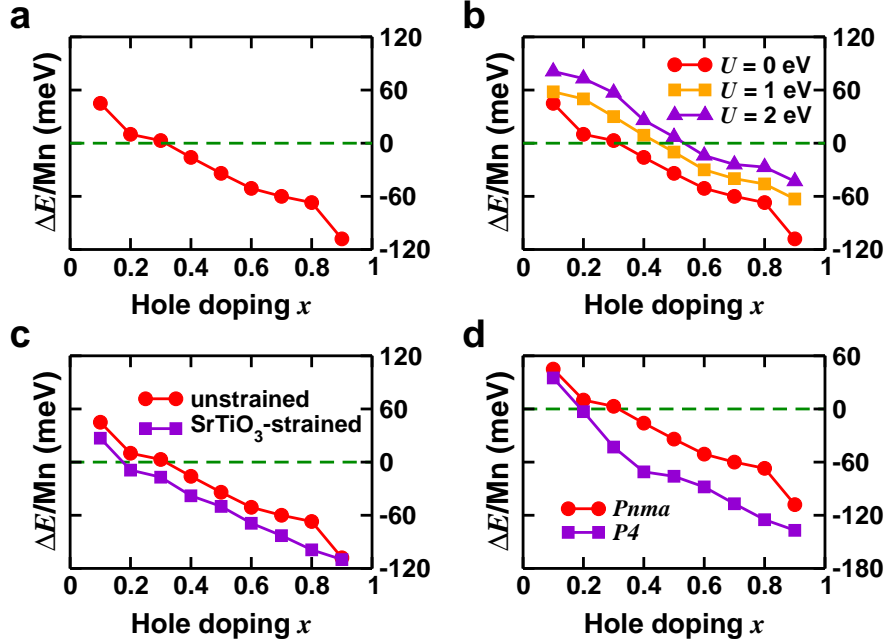 a
ΔE/Mn (meV)
120
60
0
-60
-120
0 0.2 0.4 0.6 0.8 1
Hole doping x
b
U = 0 eV
U = 1 eV
U = 2 eV
ΔE/Mn (meV)
120
60
0
-60
-120
0 0.2 0.4 0.6 0.8 1
Hole doping x
c
unstrained
SrTiO₃-strained
ΔE/Mn (meV)
120
60
0
-60
-120
0 0.2 0.4 0.6 0.8 1
Hole doping x
d
Pnma
P4
ΔE/Mn (meV)
60
0
-60
-120
-180
0 0.2 0.4 0.6 0.8 1
Hole doping x